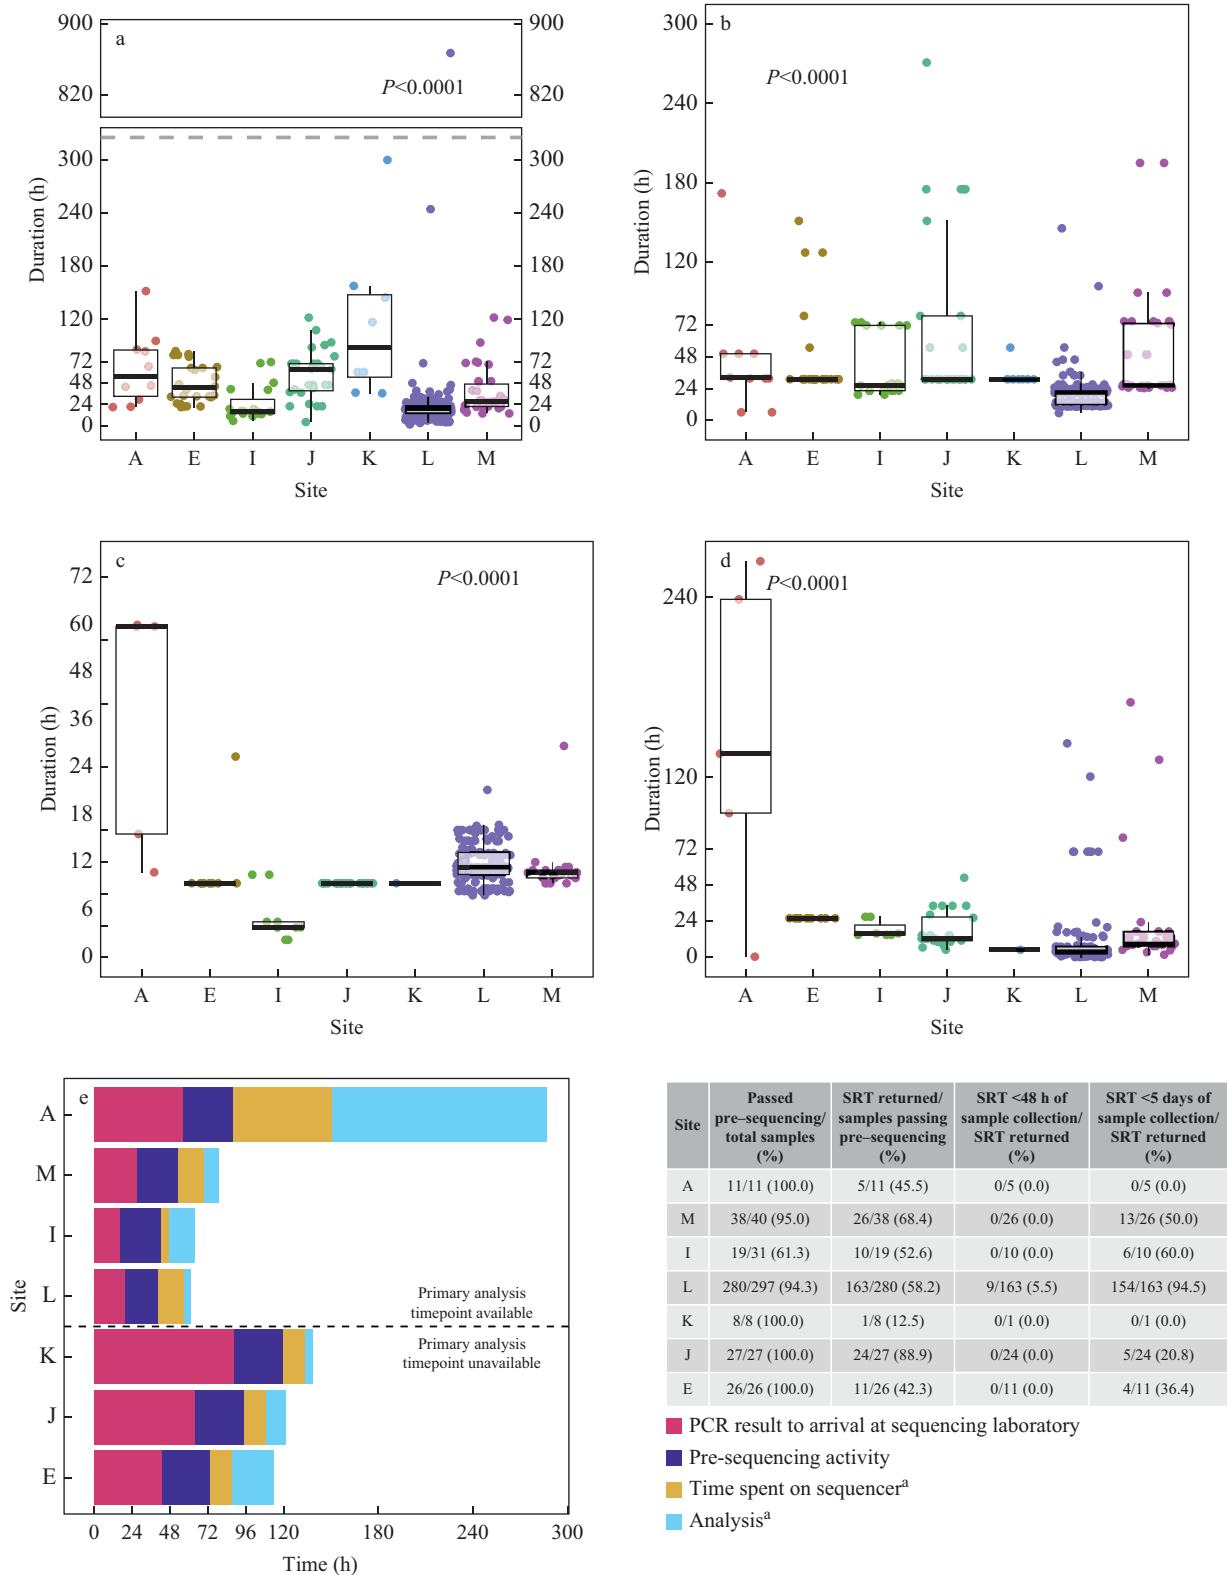 a
P<0.0001
900
820
300
240
180
120
72
48
24
0
900
820
300
240
180
120
72
48
24
0
Duration (h)
A E I J K L M
Site
b
P<0.0001
300
240
180
120
72
48
24
0
Duration (h)
A E I J K L M
Site
c
P<0.0001
72
60
48
36
24
18
12
6
0
Duration (h)
A E I J K L M
Site
d
P<0.0001
240
120
72
48
24
0
Duration (h)
A E I J K L M
Site
e
A
M
I
L
K
J
E
Site
Primary analysis
timepoint available
Primary analysis
timepoint unavailable
0 24 48 72 96 120 180 240 300
Time (h)
Site | Passed pre–sequencing/ total samples (%) | SRT returned/ samples passing pre–sequencing (%) | SRT <48 h of sample collection/ SRT returned (%) | SRT <5 days of sample collection/ SRT returned (%)
A 11/11 (100.0) 5/11 (45.5) 0/5 (0.0) 0/5 (0.0)
M 38/40 (95.0) 26/38 (68.4) 0/26 (0.0) 13/26 (50.0)
I 19/31 (61.3) 10/19 (52.6) 0/10 (0.0) 6/10 (60.0)
L 280/297 (94.3) 163/280 (58.2) 9/163 (5.5) 154/163 (94.5)
K 8/8 (100.0) 1/8 (12.5) 0/1 (0.0) 0/1 (0.0)
J 27/27 (100.0) 24/27 (88.9) 0/24 (0.0) 5/24 (20.8)
E 26/26 (100.0) 11/26 (42.3) 0/11 (0.0) 4/11 (36.4)
PCR result to arrival at sequencing laboratory
Pre-sequencing activity
Time spent on sequencerᵃ
Analysisᵃ